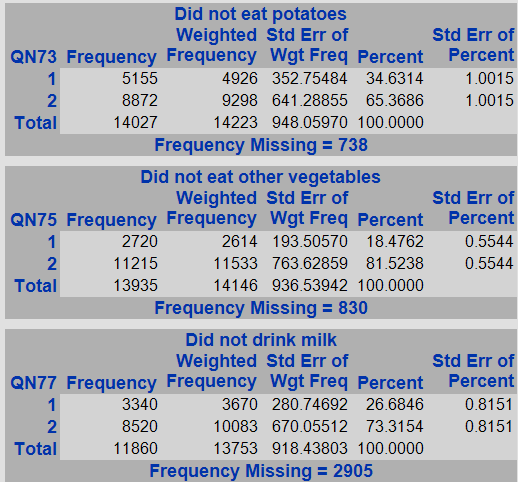 Did not eat potatoes
Weighted Std Err of Std Err of
QN73 Frequency Frequency Wgt Freq Percent Percent
1 5155 4926 352.75484 34.6314 1.0015
2 8872 9298 641.28855 65.3686 1.0015
Total 14027 14223 948.05970 100.0000
Frequency Missing = 738
Did not eat other vegetables
Weighted Std Err of Std Err of
QN75 Frequency Frequency Wgt Freq Percent Percent
1 2720 2614 193.50570 18.4762 0.5544
2 11215 11533 763.62859 81.5238 0.5544
Total 13935 14146 936.53942 100.0000
Frequency Missing = 830
Did not drink milk
Weighted Std Err of Std Err of
QN77 Frequency Frequency Wgt Freq Percent Percent
1 3340 3670 280.74692 26.6846 0.8151
2 8520 10083 670.05512 73.3154 0.8151
Total 11860 13753 918.43803 100.0000
Frequency Missing = 2905